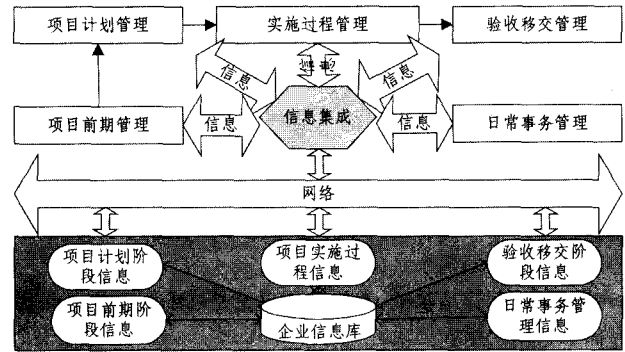 项目计划管理
实施过程管理
验收移交管理
信息
信息
信息
项目前期管理
信息
信息集成
信息
日常事务管理
网络
项目计划阶
段信息
项目实施过
程信息
验收移交阶
段信息
项目前期阶
段信息
企业信息库
日常事务管
理信息